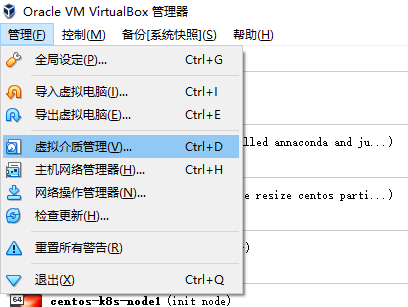 Oracle VM VirtualBox 管理器
管理(F) 控制(M) 备份[系统快照](S) 帮助(H)
全局设定(P)... Ctrl+G
导入虚拟电脑(I)... Ctrl+I
导出虚拟电脑(E)... Ctrl+E
虚拟介质管理(V)... Ctrl+D
lled annaconda and ju...)
主机网络管理器(H)... Ctrl+H
网络操作管理器(N)...
e resize centos parti...)
检查更新(H)...
重置所有警告(R)
)
退出(X) Ctrl+Q
64
centos-k8s-node1 (init node)